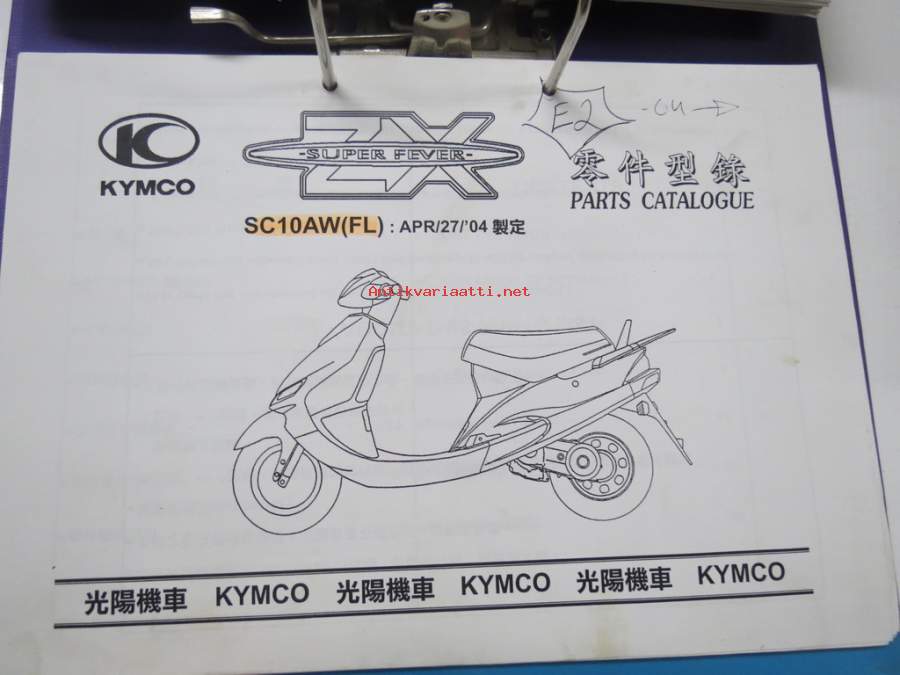 E2 -04 →
KYMCO
ZX
-SUPER FEVER-
零件型錄
PARTS CATALOGUE
SC10AW(FL) : APR/27/'04 製定
Antikvariaatti.net
光陽機車 KYMCO 光陽機車 KYMCO 光陽機車 KYMCO